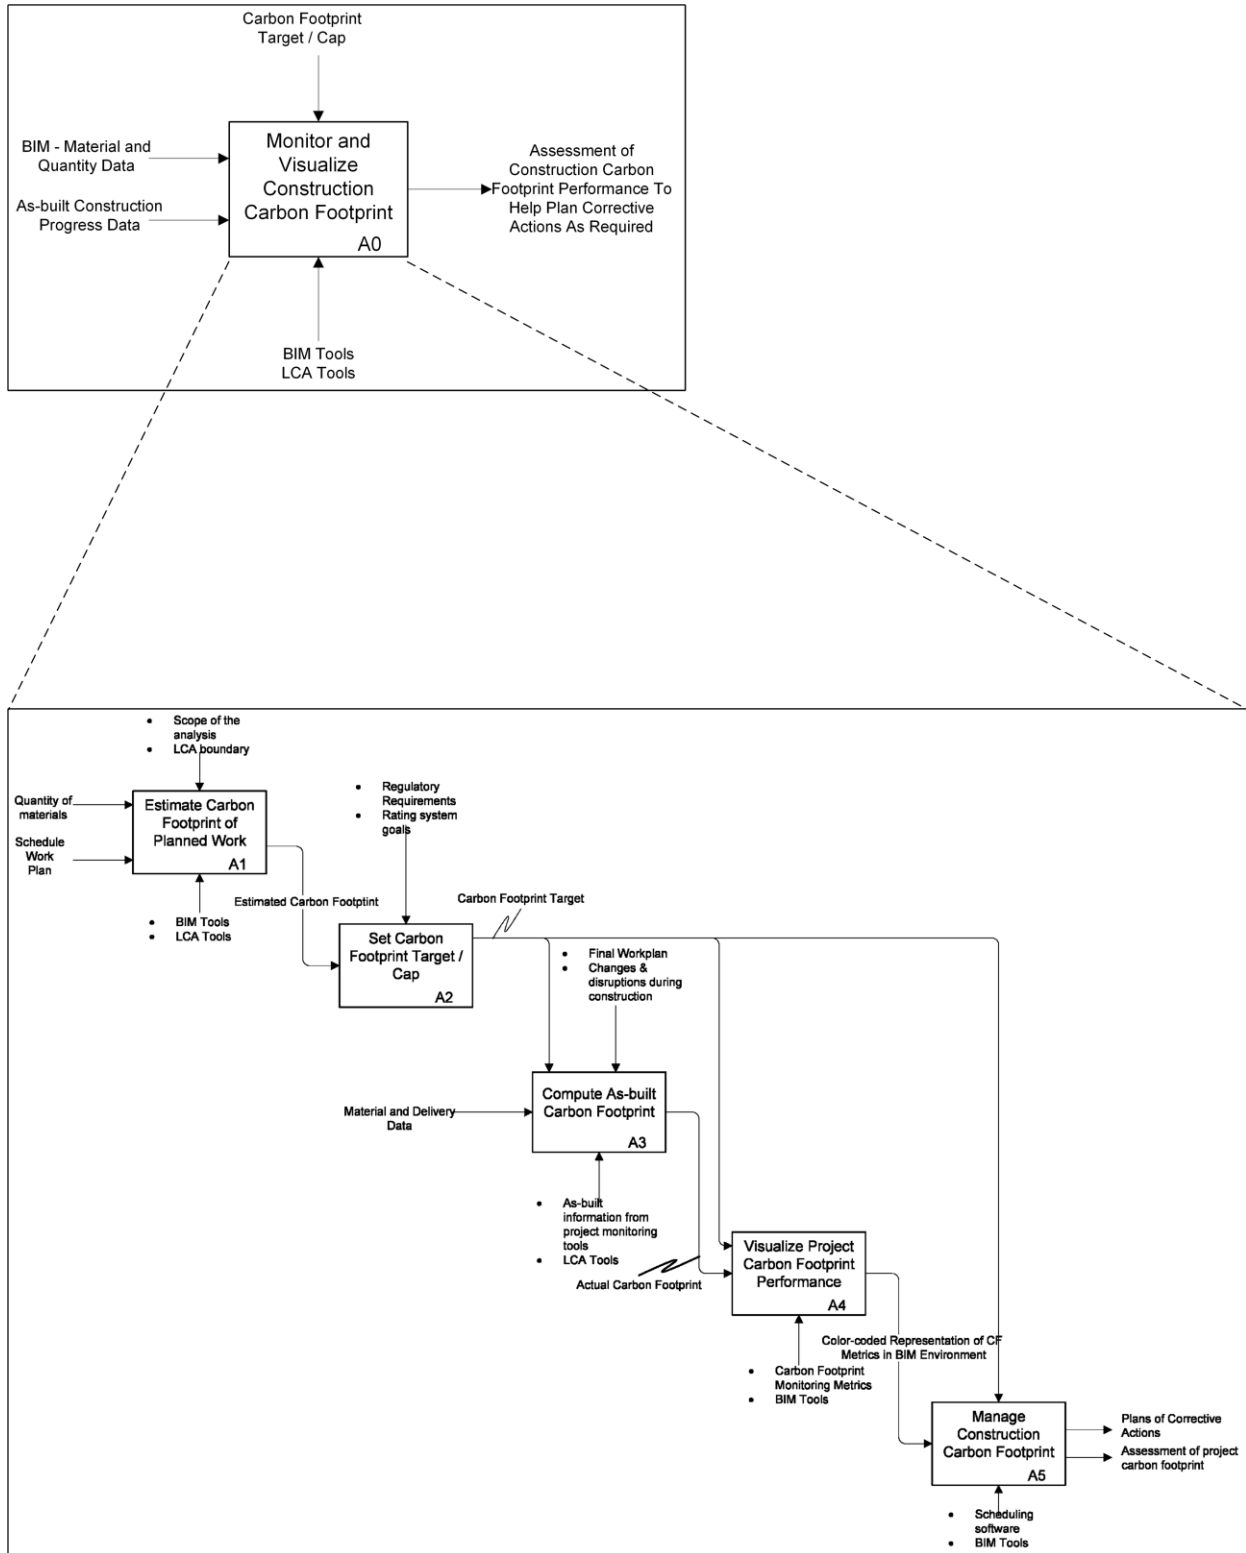 Carbon Footprint
Target / Cap
BIM - Material and
Quantity Data
As-built Construction
Progress Data
Monitor and
Visualize
Construction
Carbon Footprint
A0
Assessment of
Construction Carbon
Footprint Performance To
Help Plan Corrective
Actions As Required
BIM Tools
LCA Tools
• Scope of the
analysis
• LCA boundary
Quantity of
materials
Schedule
Work
Plan
Estimate Carbon
Footprint of
Planned Work
A1
• BIM Tools
• LCA Tools
Estimated Carbon Footptint
• Regulatory
Requirements
• Rating system
goals
Set Carbon
Footprint Target /
Cap
A2
Carbon Footprint Target
• Final Workplan
• Changes &
disruptions during
construction
Material and Delivery
Data
Compute As-built
Carbon Footprint
A3
• As-built
information from
project monitoring
tools
• LCA Tools
Actual Carbon Footprint
Visualize Project
Carbon Footprint
Performance
A4
• Carbon Footprint
Monitoring Metrics
• BIM Tools
Color-coded Representation of CF
Metrics in BIM Environment
Manage
Construction
Carbon Footprint
A5
Plans of Corrective
Actions
Assessment of project
carbon footprint
• Scheduling
software
• BIM Tools